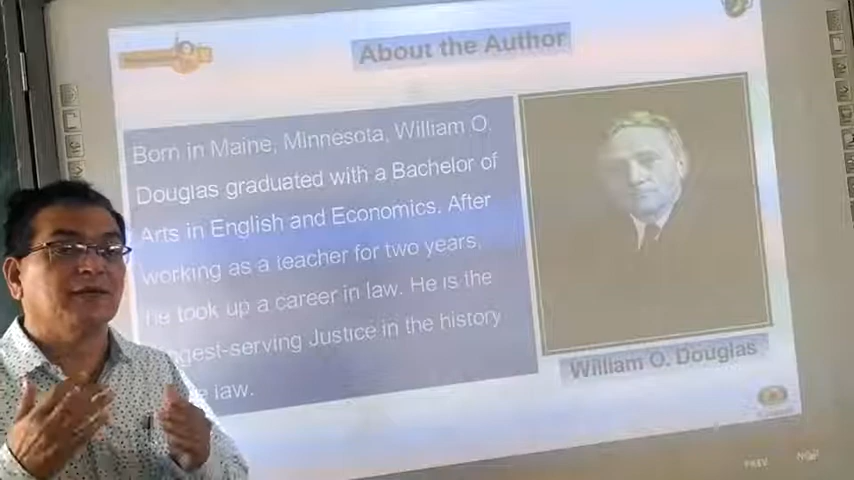 About the Author
Born in Maine, Minnesota, William O.
Douglas graduated with a Bachelor of
Arts in English and Economics. After
working as a teacher for two years,
he took up a career in law. He is the
-serving Justice in the history
law.
William O. Douglas
PREV